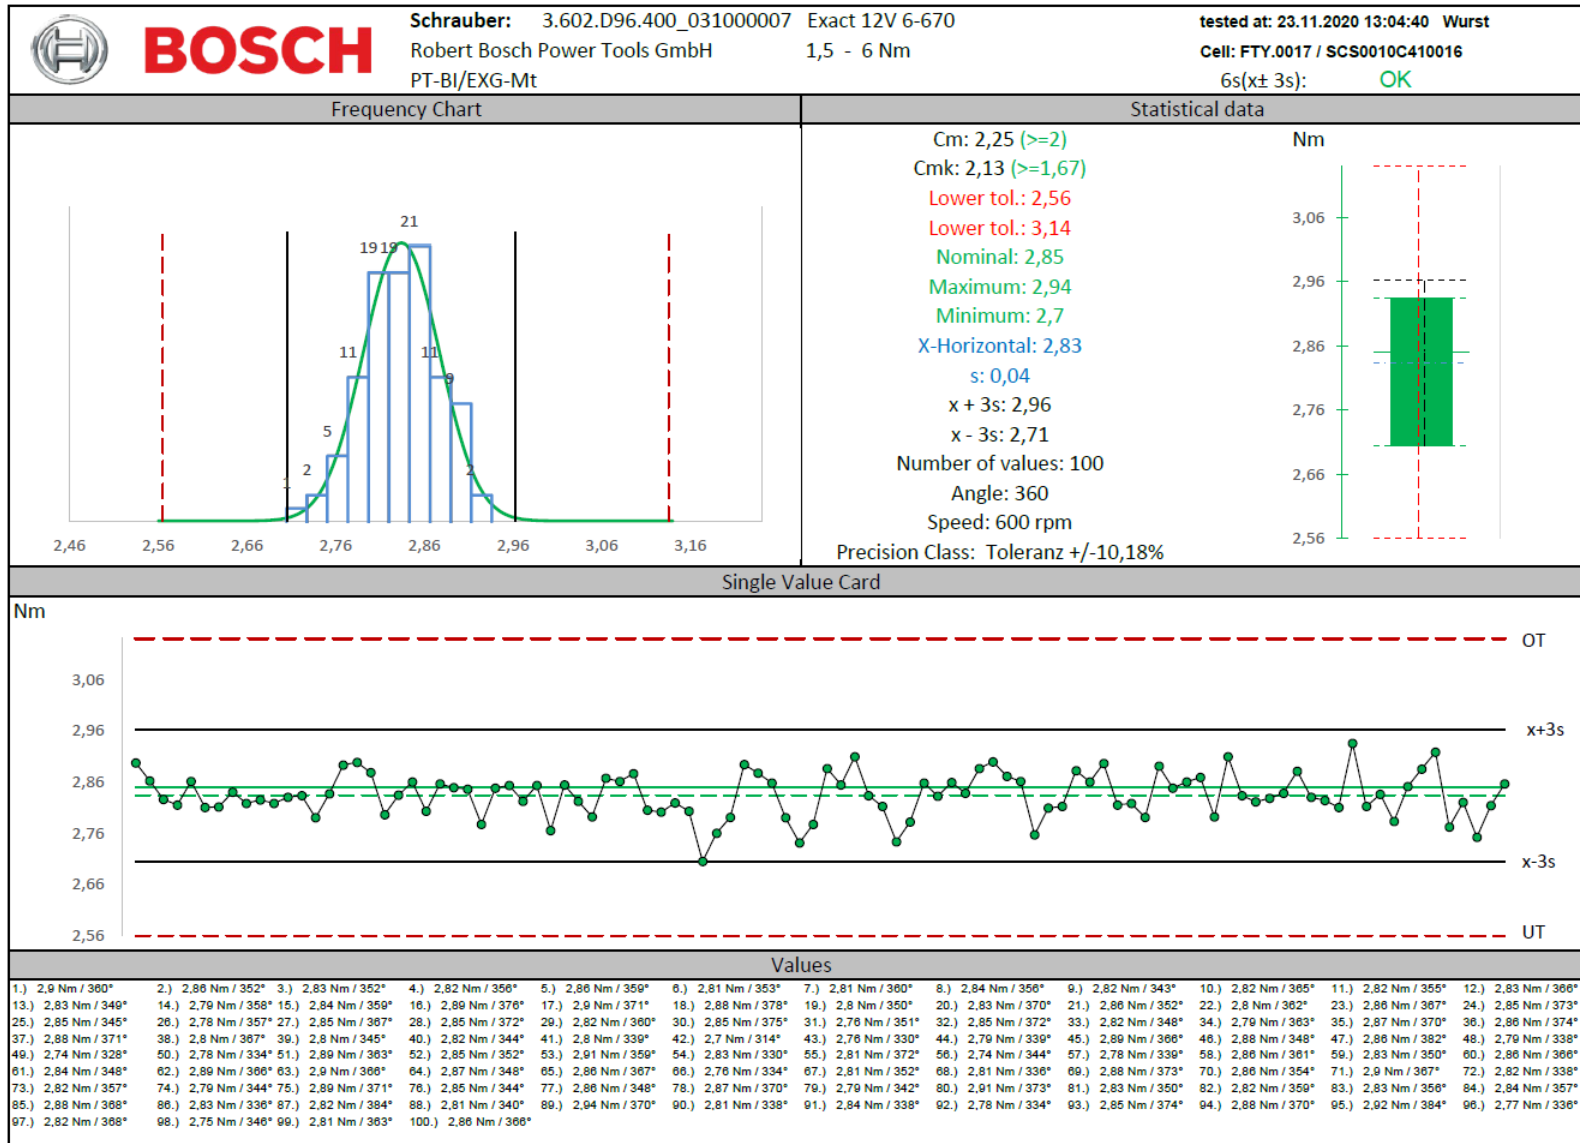 BOSCH
Schrauber: 3.602.D96.400_031000007 Exact 12V 6-670
Robert Bosch Power Tools GmbH 1,5 - 6 Nm
PT-BI/EXG-Mt
tested at: 23.11.2020 13:04:40 Wurst
Cell: FTY.0017 / SCS0010C410016
6s(x± 3s): OK
Frequency Chart
1
2
5
11
19
19
21
11
9
2
2,46 2,56 2,66 2,76 2,86 2,96 3,06 3,16
Statistical data
Cm: 2,25 (>=2)
Cmk: 2,13 (>=1,67)
Lower tol.: 2,56
Lower tol.: 3,14
Nominal: 2,85
Maximum: 2,94
Minimum: 2,7
X-Horizontal: 2,83
s: 0,04
x + 3s: 2,96
x - 3s: 2,71
Number of values: 100
Angle: 360
Speed: 600 rpm
Precision Class: Toleranz +/-10,18%
Nm
3,06
2,96
2,86
2,76
2,66
2,56
Single Value Card
Nm
3,06
2,96
2,86
2,76
2,66
2,56
OT
x+3s
x-3s
UT
Values
1.) 2,9 Nm / 360° 2.) 2,86 Nm / 352° 3.) 2,83 Nm / 352° 4.) 2,82 Nm / 356° 5.) 2,86 Nm / 359° 6.) 2,81 Nm / 353° 7.) 2,81 Nm / 360° 8.) 2,84 Nm / 356° 9.) 2,82 Nm / 343° 10.) 2,82 Nm / 365° 11.) 2,82 Nm / 355° 12.) 2,83 Nm / 366°
13.) 2,83 Nm / 349° 14.) 2,79 Nm / 358° 15.) 2,84 Nm / 359° 16.) 2,89 Nm / 376° 17.) 2,9 Nm / 371° 18.) 2,88 Nm / 378° 19.) 2,8 Nm / 350° 20.) 2,83 Nm / 370° 21.) 2,86 Nm / 352° 22.) 2,8 Nm / 362° 23.) 2,86 Nm / 367° 24.) 2,85 Nm / 373°
25.) 2,85 Nm / 345° 26.) 2,78 Nm / 357° 27.) 2,85 Nm / 367° 28.) 2,85 Nm / 372° 29.) 2,82 Nm / 360° 30.) 2,85 Nm / 375° 31.) 2,76 Nm / 351° 32.) 2,85 Nm / 372° 33.) 2,82 Nm / 348° 34.) 2,79 Nm / 363° 35.) 2,87 Nm / 370° 36.) 2,86 Nm / 374°
37.) 2,88 Nm / 371° 38.) 2,8 Nm / 367° 39.) 2,8 Nm / 345° 40.) 2,82 Nm / 344° 41.) 2,8 Nm / 339° 42.) 2,7 Nm / 314° 43.) 2,76 Nm / 330° 44.) 2,79 Nm / 339° 45.) 2,89 Nm / 366° 46.) 2,88 Nm / 348° 47.) 2,86 Nm / 382° 48.) 2,79 Nm / 338°
49.) 2,74 Nm / 328° 50.) 2,78 Nm / 334° 51.) 2,89 Nm / 363° 52.) 2,85 Nm / 352° 53.) 2,91 Nm / 359° 54.) 2,83 Nm / 330° 55.) 2,81 Nm / 372° 56.) 2,74 Nm / 344° 57.) 2,78 Nm / 339° 58.) 2,86 Nm / 361° 59.) 2,83 Nm / 350° 60.) 2,86 Nm / 366°
61.) 2,84 Nm / 348° 62.) 2,89 Nm / 366° 63.) 2,9 Nm / 366° 64.) 2,87 Nm / 348° 65.) 2,86 Nm / 367° 66.) 2,76 Nm / 334° 67.) 2,81 Nm / 352° 68.) 2,81 Nm / 336° 69.) 2,88 Nm / 373° 70.) 2,86 Nm / 354° 71.) 2,9 Nm / 367° 72.) 2,82 Nm / 338°
73.) 2,82 Nm / 357° 74.) 2,79 Nm / 344° 75.) 2,89 Nm / 371° 76.) 2,85 Nm / 344° 77.) 2,86 Nm / 348° 78.) 2,87 Nm / 370° 79.) 2,79 Nm / 342° 80.) 2,91 Nm / 373° 81.) 2,83 Nm / 350° 82.) 2,82 Nm / 359° 83.) 2,83 Nm / 356° 84.) 2,84 Nm / 357°
85.) 2,88 Nm / 368° 86.) 2,83 Nm / 336° 87.) 2,82 Nm / 384° 88.) 2,81 Nm / 340° 89.) 2,94 Nm / 370° 90.) 2,81 Nm / 338° 91.) 2,84 Nm / 338° 92.) 2,78 Nm / 334° 93.) 2,85 Nm / 374° 94.) 2,88 Nm / 370° 95.) 2,92 Nm / 384° 96.) 2,77 Nm / 336°
97.) 2,82 Nm / 368° 98.) 2,75 Nm / 346° 99.) 2,81 Nm / 363° 100.) 2,86 Nm / 366°